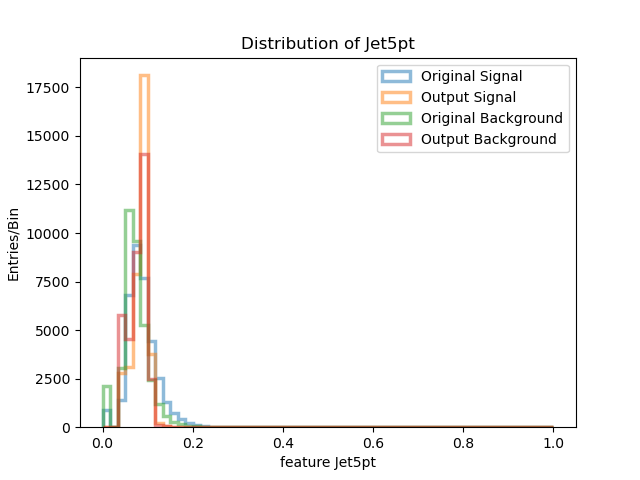 Distribution of Jet5pt
Original Signal
Output Signal
Original Background
Output Background
17500
15000
12500
10000
7500
5000
2500
0
Entries/Bin
0.0 0.2 0.4 0.6 0.8 1.0
feature Jet5pt